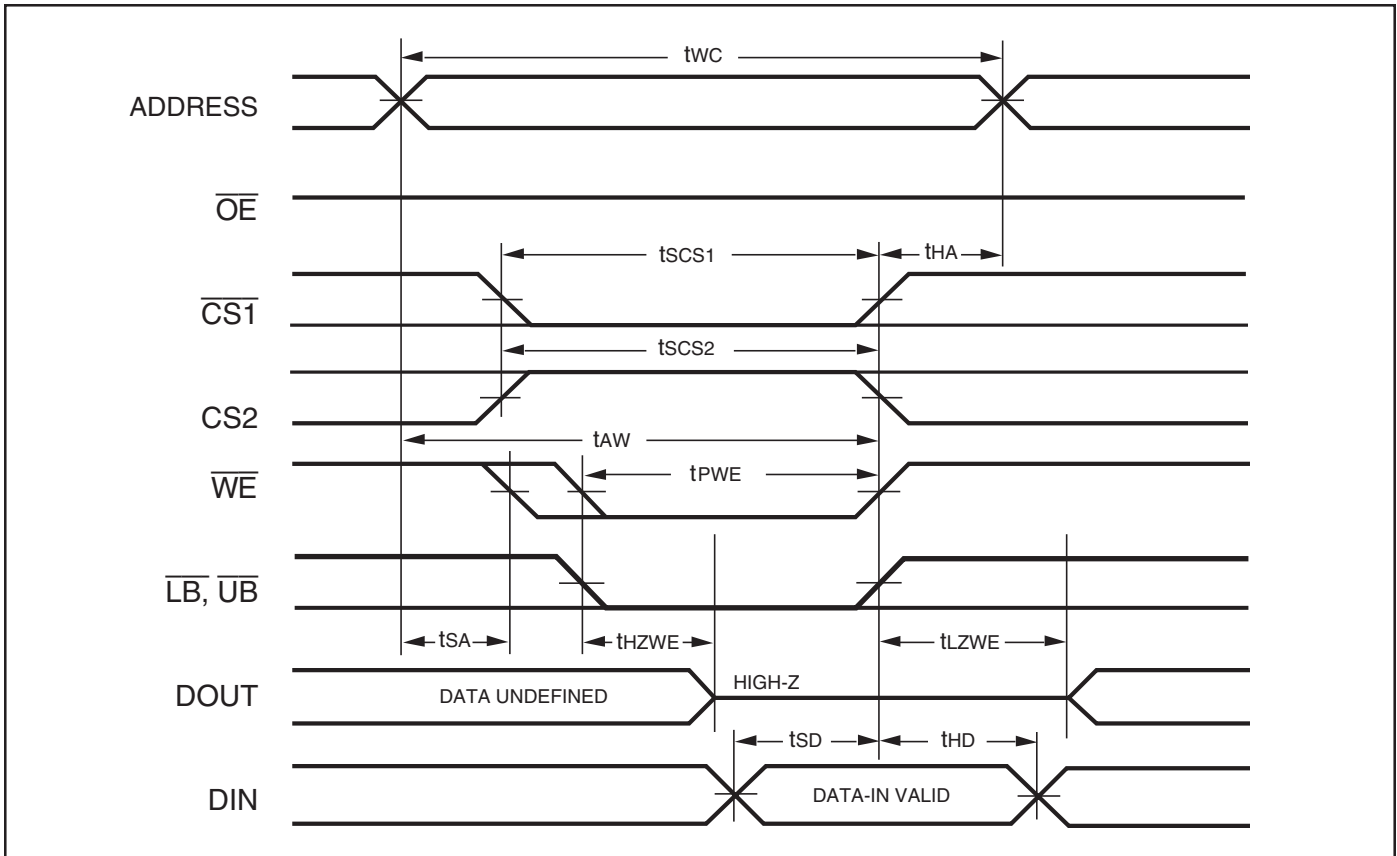 tWC
ADDRESS
OE
tSCS1
tHA
CS1
tSCS2
CS2
tAW
WE
tPWE
LB, UB
tSA
tHZWE
tLZWE
DOUT
DATA UNDEFINED
HIGH-Z
tSD
tHD
DIN
DATA-IN VALID